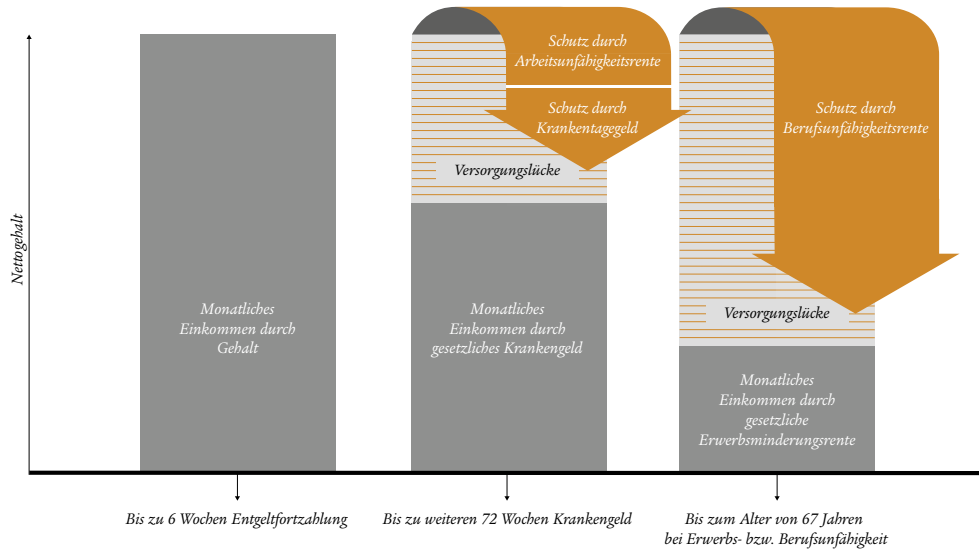 Nettogehalt
Monatliches
Einkommen durch
Gehalt
Bis zu 6 Wochen Entgeltfortzahlung
Schutz durch
Arbeitsunfähigkeitsrente
Schutz durch
Krankentagegeld
Versorgungslücke
Monatliches
Einkommen durch
gesetzliches Krankengeld
Bis zu weiteren 72 Wochen Krankengeld
Schutz durch
Berufsunfähigkeitsrente
Versorgungslücke
Monatliches
Einkommen durch
gesetzliche
Erwerbsminderungsrente
Bis zum Alter von 67 Jahren
bei Erwerbs- bzw. Berufsunfähigkeit